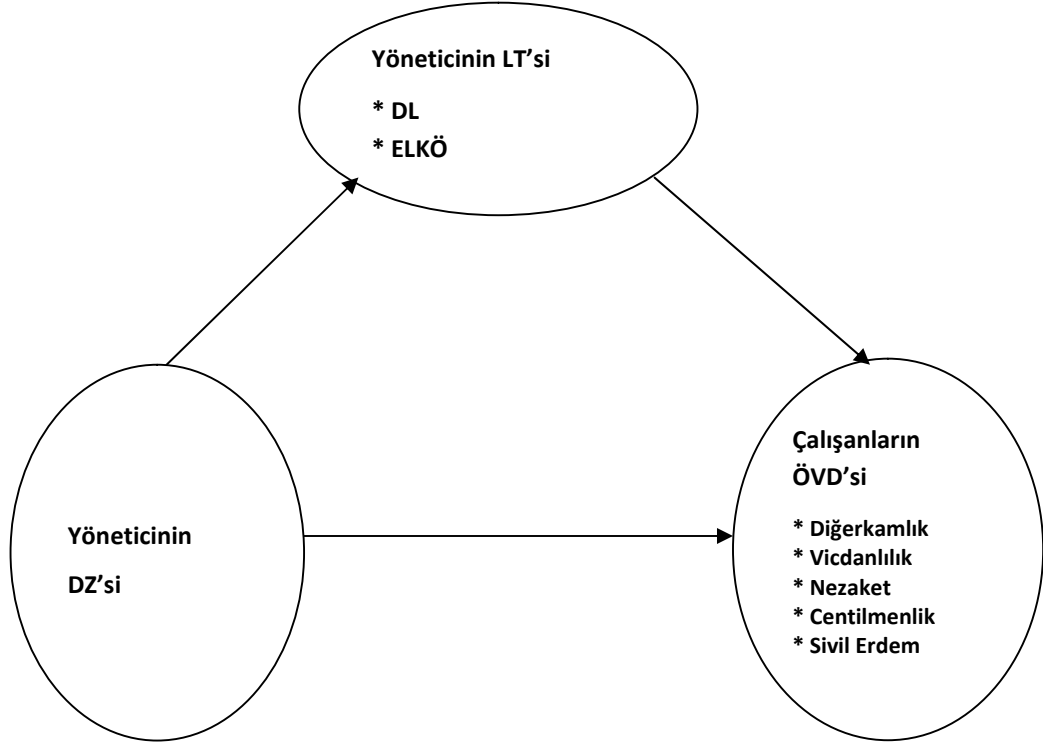 Yöneticinin LT’si
* DL
* ELKÖ
Yöneticinin
DZ’si
Çalışanların
ÖVD’si
* Diğerkamlık
* Vicdanlılık
* Nezaket
* Centilmenlik
* Sivil Erdem